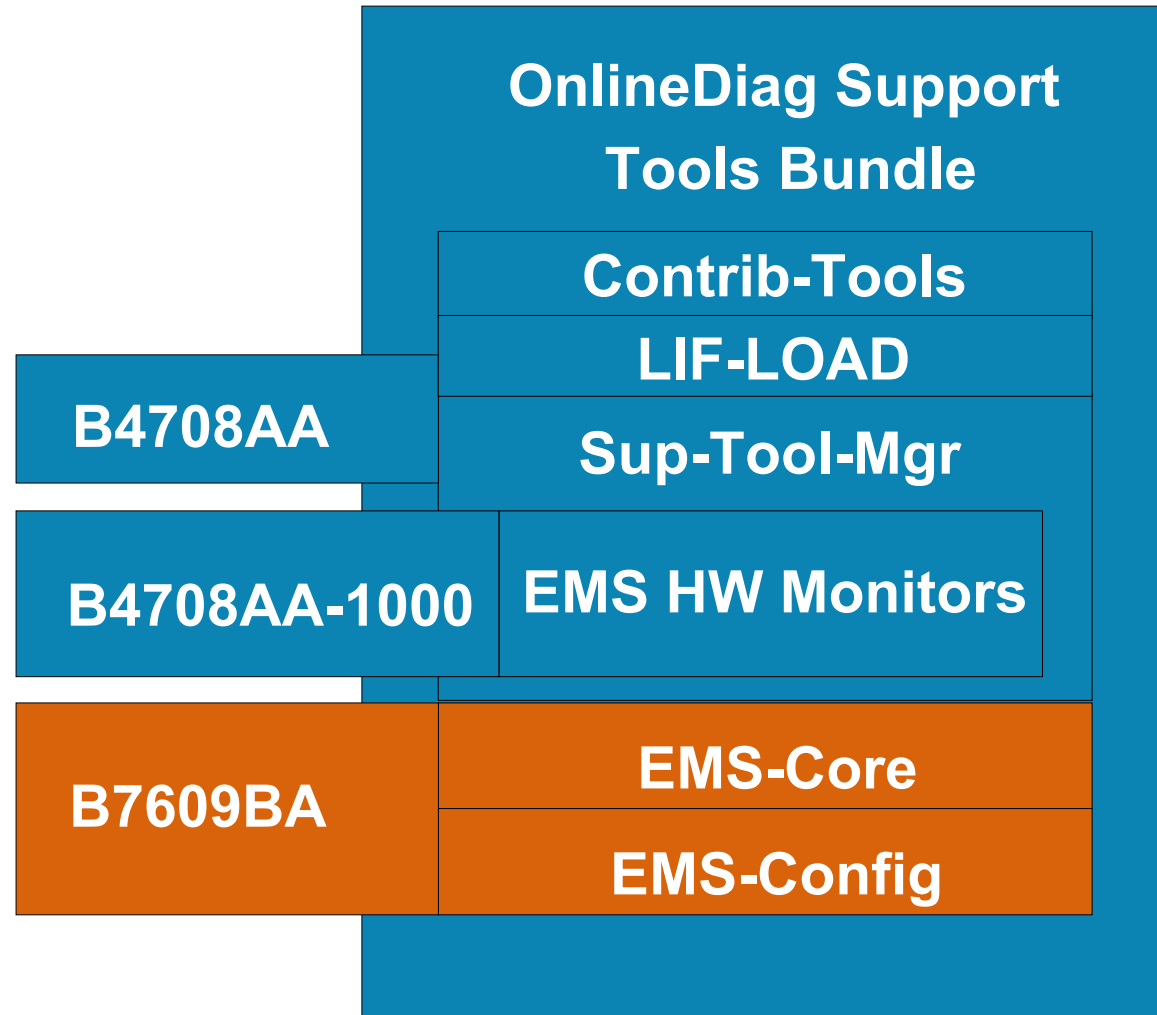 OnlineDiag Support
Tools Bundle
Contrib-Tools
LIF-LOAD
B4708AA
Sup-Tool-Mgr
B4708AA-1000
EMS HW Monitors
B7609BA
EMS-Core
EMS-Config